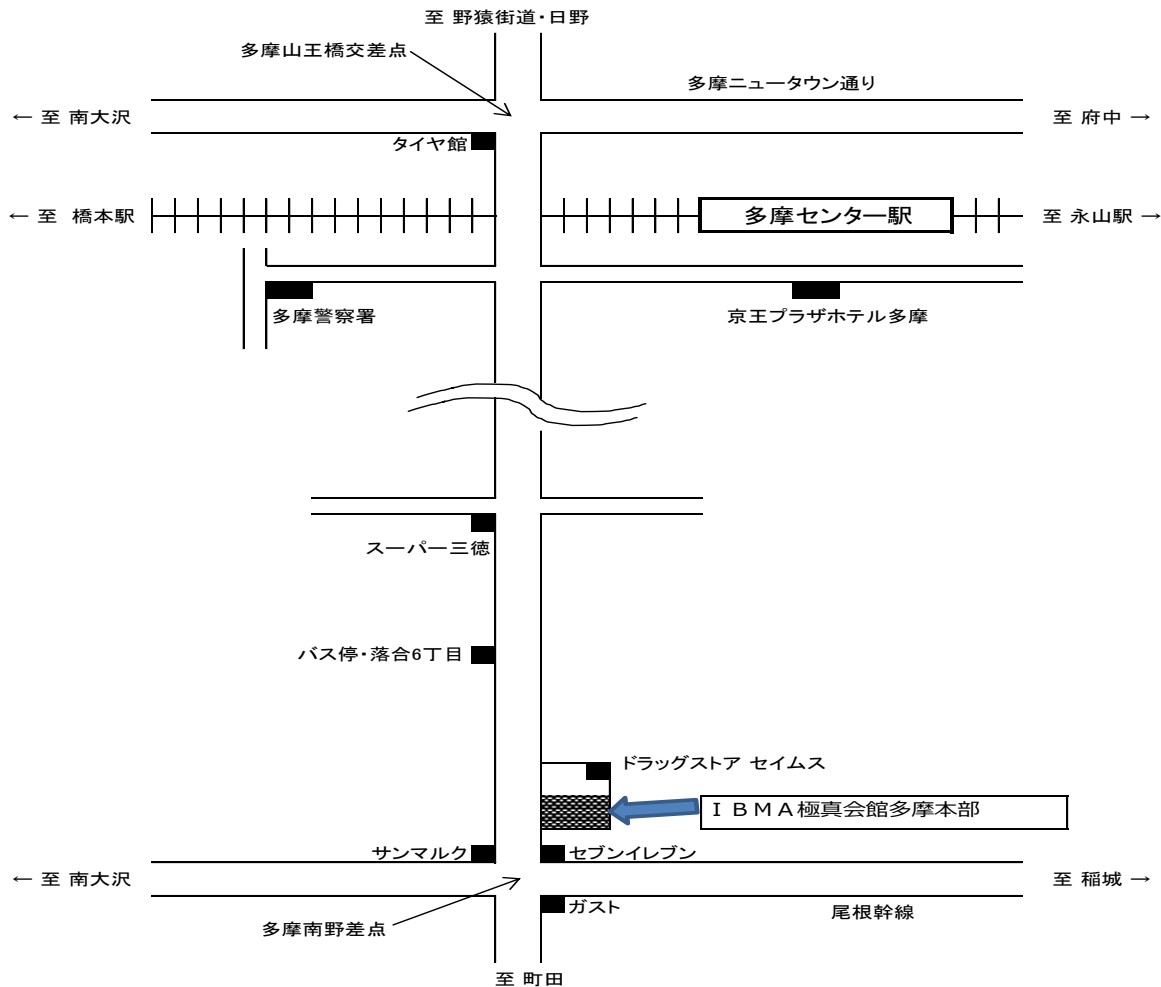 至 野猿街道・日野
多摩山王橋交差点
多摩ニュータウン通り
← 至 南大沢
至 府中 →
タイヤ館
← 至 橋本駅
多摩センター駅
至 永山駅 →
多摩警察署
京王プラザホテル多摩
スーパー三徳
バス停・落合6丁目
ドラッグストア セイムス
ＩＢＭＡ極真会館多摩本部
サンマルク
セブンイレブン
← 至 南大沢
至 稲城 →
ガスト
尾根幹線
多摩南野差点
至 町田